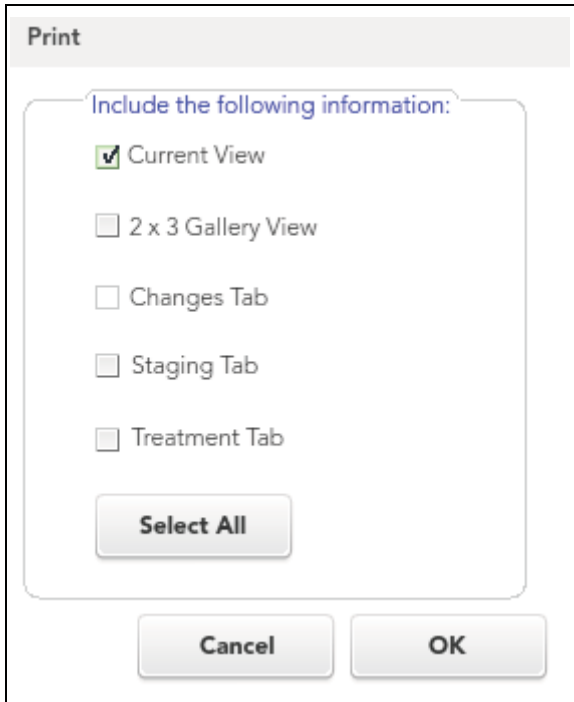 Print
Include the following information:
Current View
2 x 3 Gallery View
Changes Tab
Staging Tab
Treatment Tab
Select All
Cancel OK